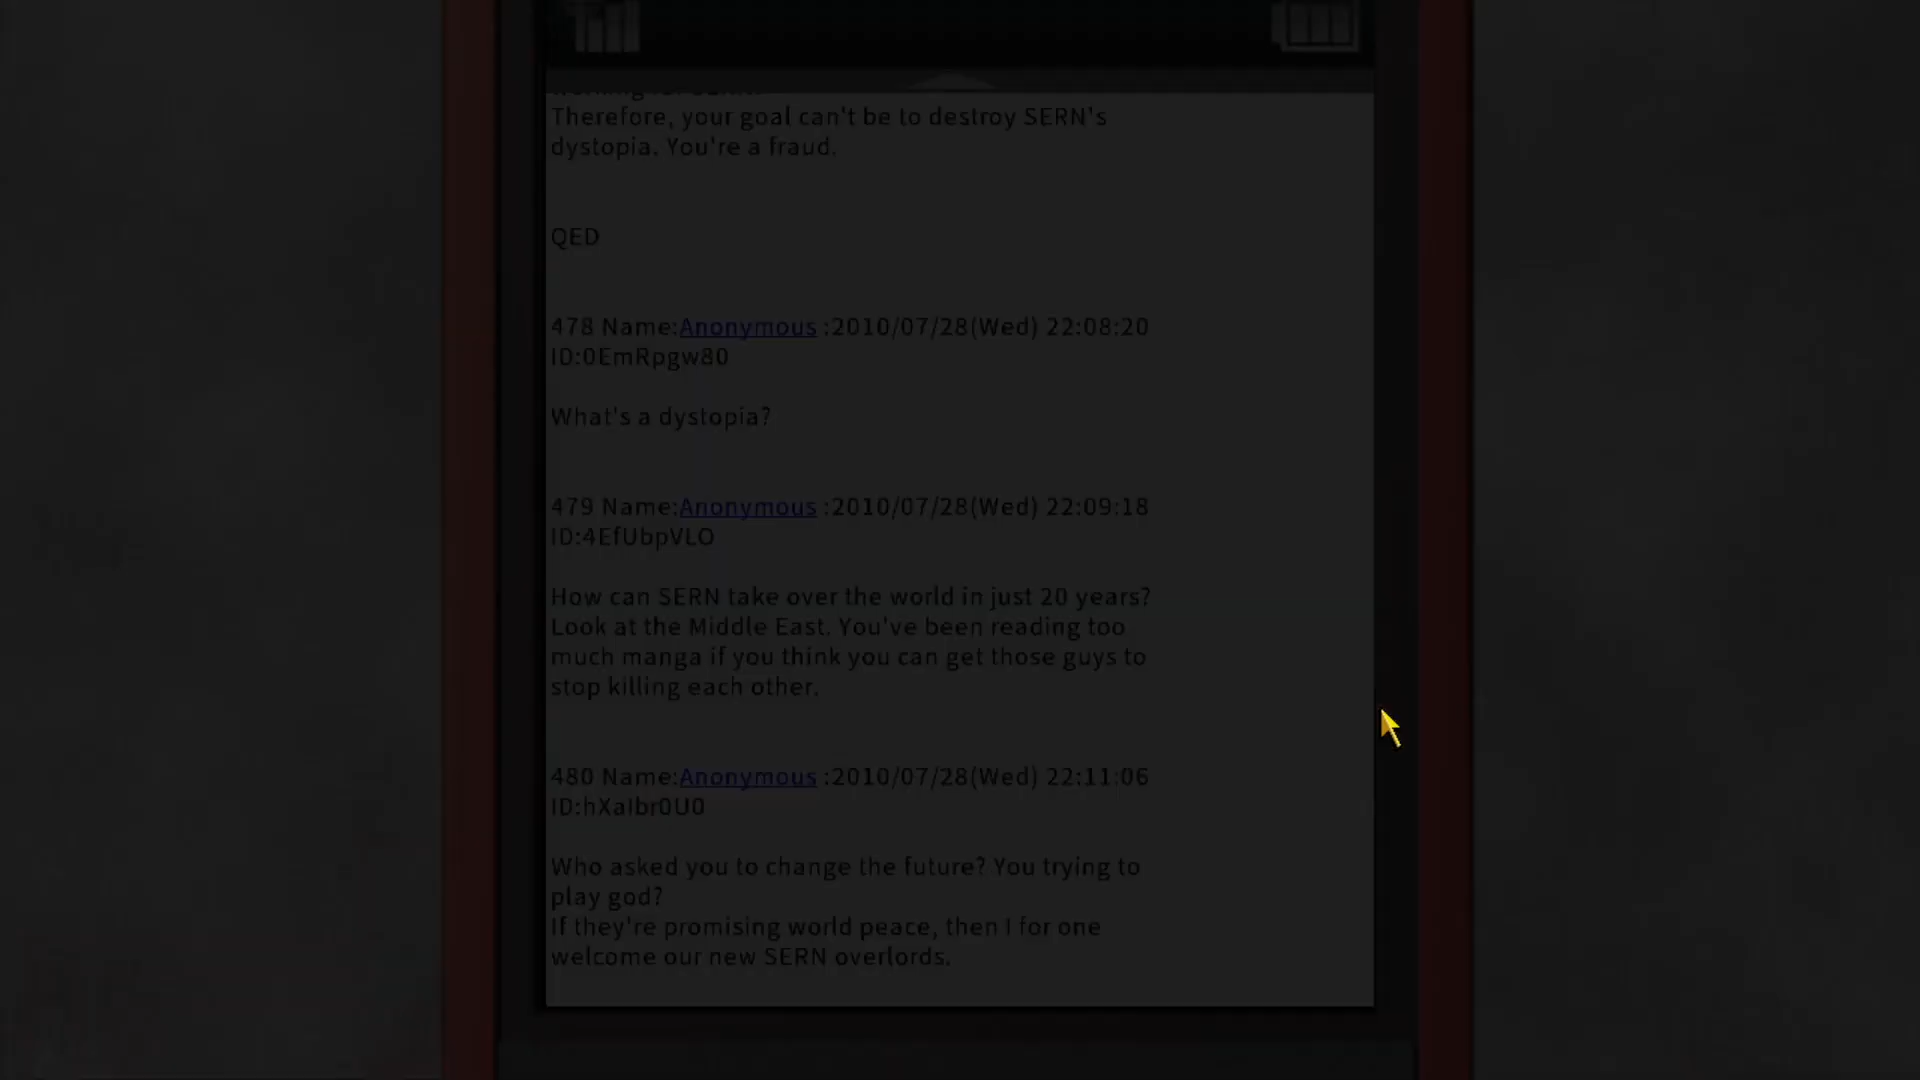 Therefore, your goal can't be to destroy SERN's
dystopia. You're a fraud.
QED
478 Name:Anonymous :2010/07/28(Wed) 22:08:20
ID:0EmRpgw80
What's a dystopia?
479 Name:Anonymous :2010/07/28(Wed) 22:09:18
ID:4EfUbpVLO
How can SERN take over the world in just 20 years?
Look at the Middle East. You've been reading too
much manga if you think you can get those guys to
stop killing each other.
480 Name:Anonymous :2010/07/28(Wed) 22:11:06
ID:hXaIbr0U0
Who asked you to change the future? You trying to
play god?
If they're promising world peace, then I for one
welcome our new SERN overlords.